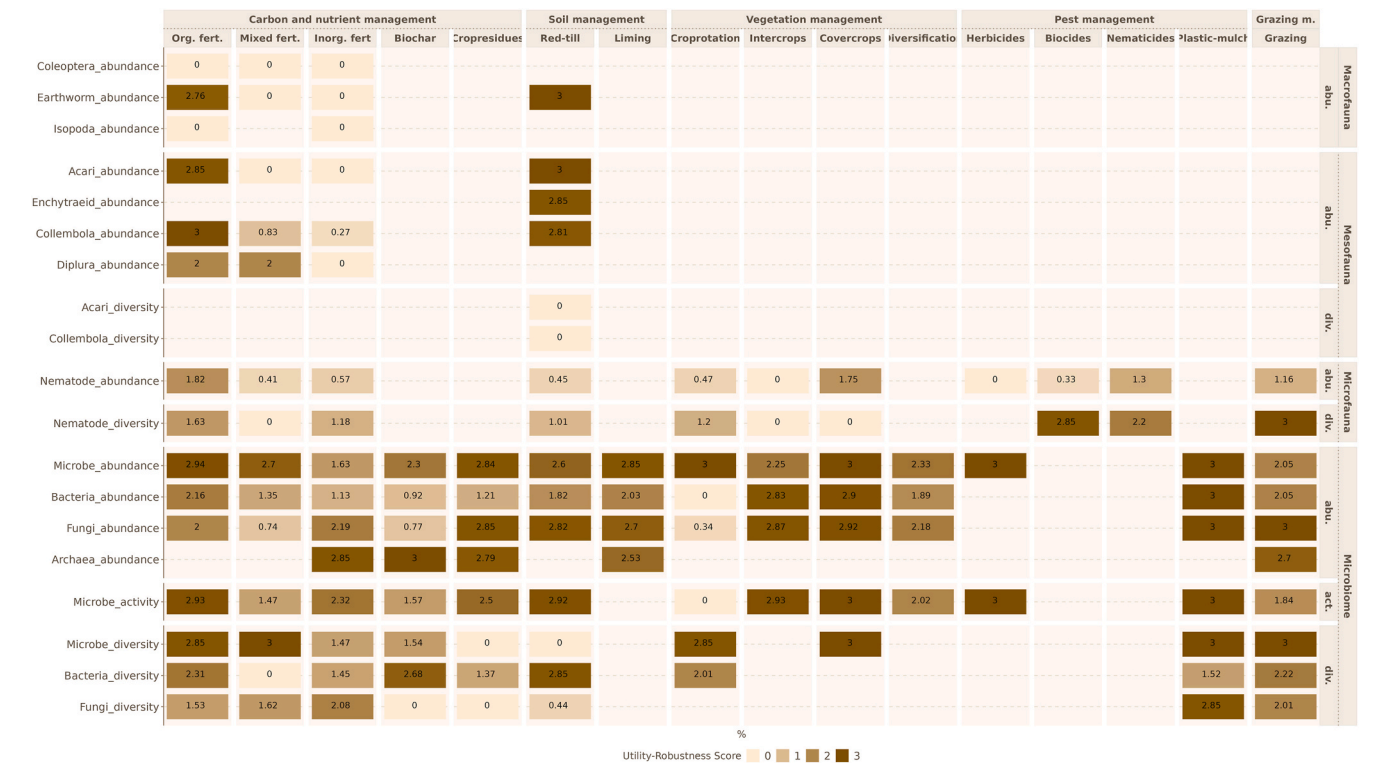 Carbon and nutrient management Soil management Vegetation management Pest management Grazing m.
Org. fert. Mixed fert. Inorg. fert Biochar Cropresidues Red-till Liming Croprotation Intercrops Covercrops Diversificatio Herbicides Biocides Nematicides Plastic-mulch Grazing
Coleoptera_abundance 0 0 0
Earthworm_abundance 2.76 0 0 3
Isopoda_abundance 0 0
abu.
Macrofauna
Acari_abundance 2.85 0 0 3
Enchytraeid_abundance 2.85
Collembola_abundance 3 0.83 0.27 2.81
Diplura_abundance 2 2 0
abu.
Mesofauna
Acari_diversity 0
Collembola_diversity 0
div.
Nematode_abundance 1.82 0.41 0.57 0.45 0.47 0 1.75 0 0.33 1.3 1.16
abu.
Microfauna
Nematode_diversity 1.63 0 1.18 1.01 1.2 0 0 2.85 2.2 3
div.
Microbe_abundance 2.94 2.7 1.63 2.3 2.84 2.6 2.85 3 2.25 3 2.33 3 3 2.05
Bacteria_abundance 2.16 1.35 1.13 0.92 1.21 1.82 2.03 0 2.83 2.9 1.89 3 2.05
Fungi_abundance 2 0.74 2.19 0.77 2.85 2.82 2.7 0.34 2.87 2.92 2.18 3 3
Archaea_abundance 2.85 3 2.79 2.53 2.7
abu.
Microbiome
Microbe_activity 2.93 1.47 2.32 1.57 2.5 2.92 0 2.93 3 2.02 3 3 1.84
act.
Microbe_diversity 2.85 3 1.47 1.54 0 0 2.85 3 3 3
Bacteria_diversity 2.31 0 1.45 2.68 1.37 2.85 2.01 1.52 2.22
Fungi_diversity 1.53 1.62 2.08 0 0 0.44 2.85 2.01
div.
%
Utility-Robustness Score 0 1 2 3